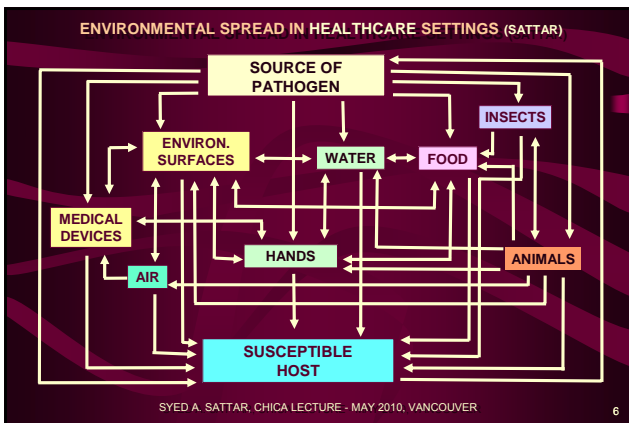 ENVIRONMENTAL SPREAD IN HEALTHCARE SETTINGS (SATTAR)
SOURCE OF
PATHOGEN
INSECTS
ENVIRON.
SURFACES
WATER
FOOD
MEDICAL
DEVICES
HANDS
ANIMALS
AIR
SUSCEPTIBLE
HOST
SYED A. SATTAR, CHICA LECTURE - MAY 2010, VANCOUVER
6